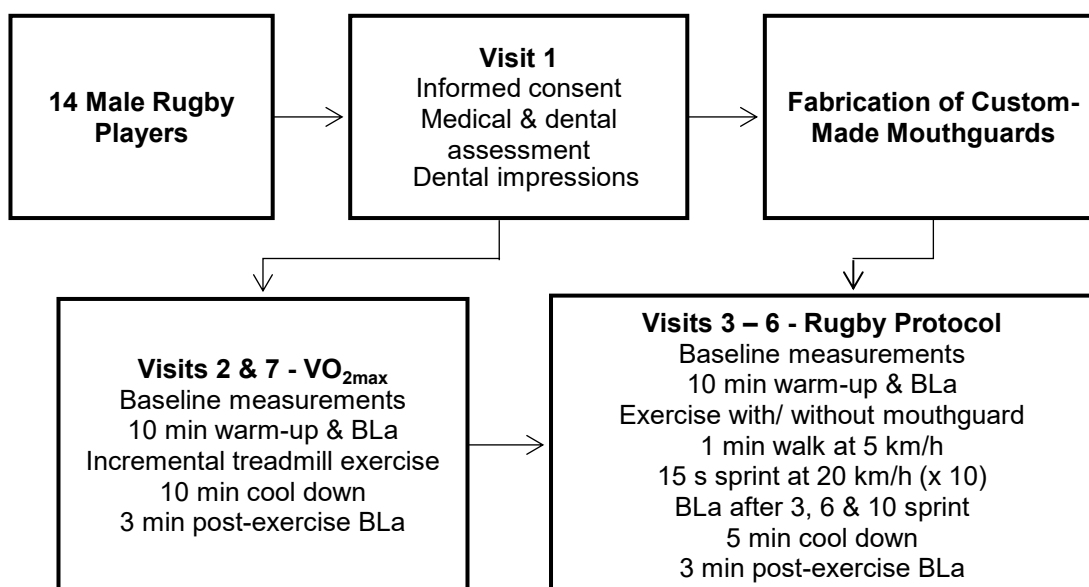 14 Male Rugby
Players
Visit 1
Informed consent
Medical & dental
assessment
Dental impressions
Fabrication of Custom-
Made Mouthguards
Visits 2 & 7 - VO2max
Baseline measurements
10 min warm-up & BLa
Incremental treadmill exercise
10 min cool down
3 min post-exercise BLa
Visits 3 – 6 - Rugby Protocol
Baseline measurements
10 min warm-up & BLa
Exercise with/ without mouthguard
1 min walk at 5 km/h
15 s sprint at 20 km/h (x 10)
BLa after 3, 6 & 10 sprint
5 min cool down
3 min post-exercise BLa